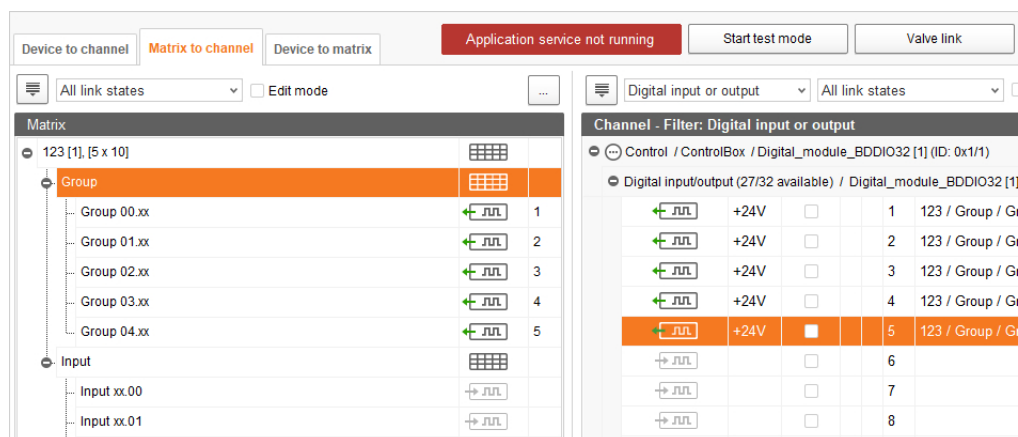 Device to channel Matrix to channel Device to matrix Application service not running Start test mode Valve link
All link states Edit mode ... Digital input or output All link states
Matrix
123 [1], [5 x 10]
Group
Group 00.xx 1
Group 01.xx 2
Group 02.xx 3
Group 03.xx 4
Group 04.xx 5
Input
Input xx.00
Input xx.01
Channel - Filter: Digital input or output
Control / ControlBox / Digital_module_BDDIO32 [1] (ID: 0x1/1)
Digital input/output (27/32 available) / Digital_module_BDDIO32 [1]
+24V 1 123 / Group / Gr
+24V 2 123 / Group / Gr
+24V 3 123 / Group / Gr
+24V 4 123 / Group / Gr
+24V 5 123 / Group / Gr
6
7
8